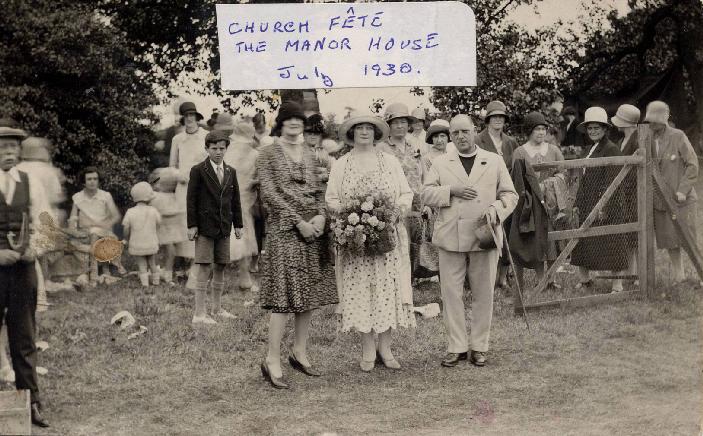 CHURCH FÊTE
THE MANOR HOUSE
July 1930.